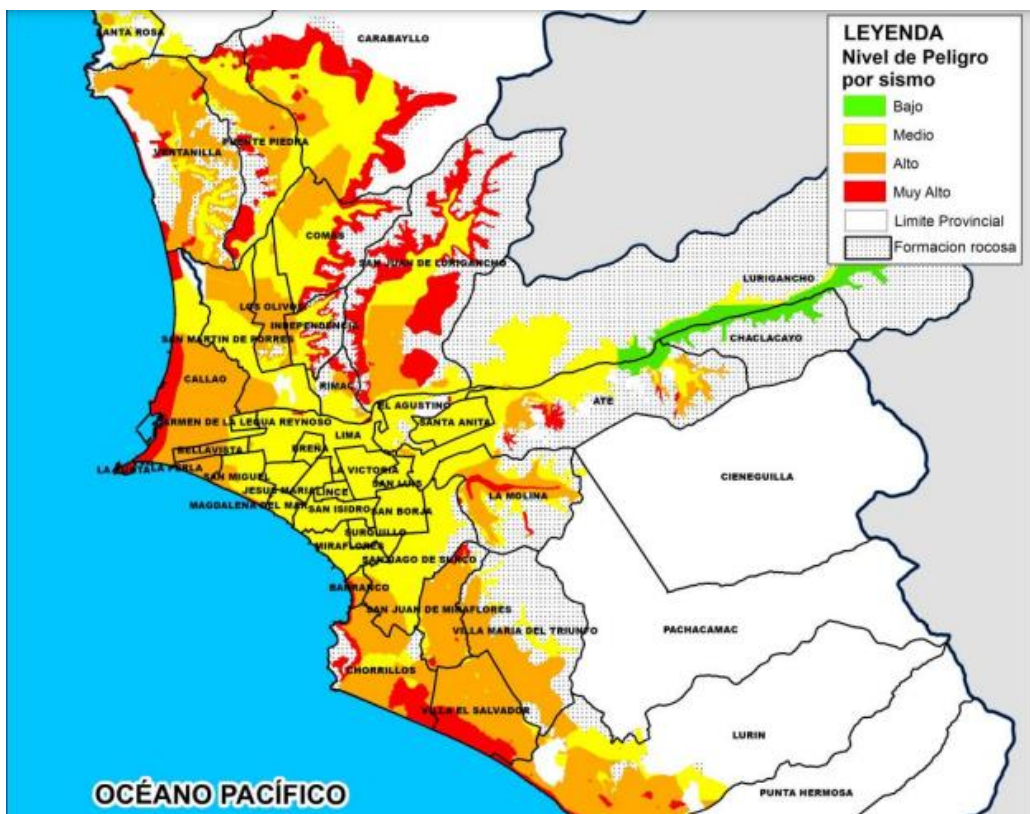 SANTA ROSA
CARABAYLLO
LEYENDA
Nivel de Peligro
por sismo
Bajo
Medio
Alto
Muy Alto
Limite Provincial
Formacion rocosa
PUENTE PIEDRA
VENTANILLA
COMAS
SAN JUAN DE LURIGANCHO
LURIGANCHO
LOS OLIVOS
INDEPENDENCIA
SAN MARTIN DE PORRES
CHACLACAYO
CALLAO
RIMAC
ATE
EL AGUSTINO
CARMEN DE LA LEGUA REYNOSO
SANTA ANITA
LIMA
BREÑA
BELLAVISTA
LA PUNTA
LA PERLA
LA VICTORIA
SAN MIGUEL
SAN LUIS
CIENEGUILLA
JESUS MARIA
LINCE
LA MOLINA
MAGDALENA DEL MAR
SAN ISIDRO
SAN BORJA
SURQUILLO
MIRAFLORES
SANTIAGO DE SURCO
BARRANCO
SAN JUAN DE MIRAFLORES
VILLA MARIA DEL TRIUNFO
PACHACAMAC
CHORRILLOS
VILLA EL SALVADOR
LURIN
OCÉANO PACÍFICO
PUNTA HERMOSA